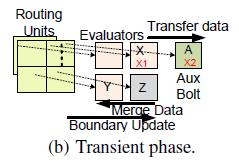 Routing
Units
Evaluators
Transfer data
X
X1
A
X2
Aux
Bolt
Y
Z
Merge Data
Boundary Update
(b) Transient phase.